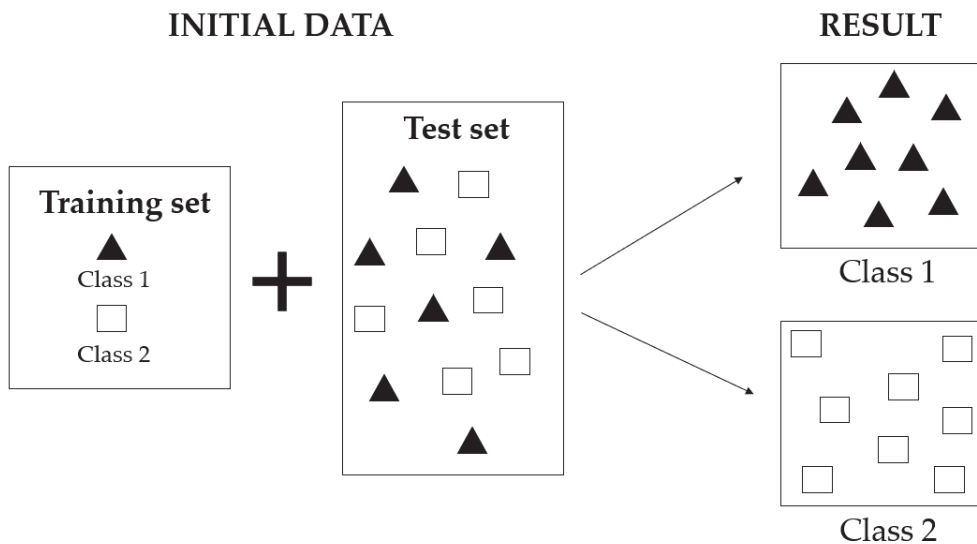 INITIAL DATA
RESULT
Training set
Class 1
Class 2
Test set
Class 1
Class 2